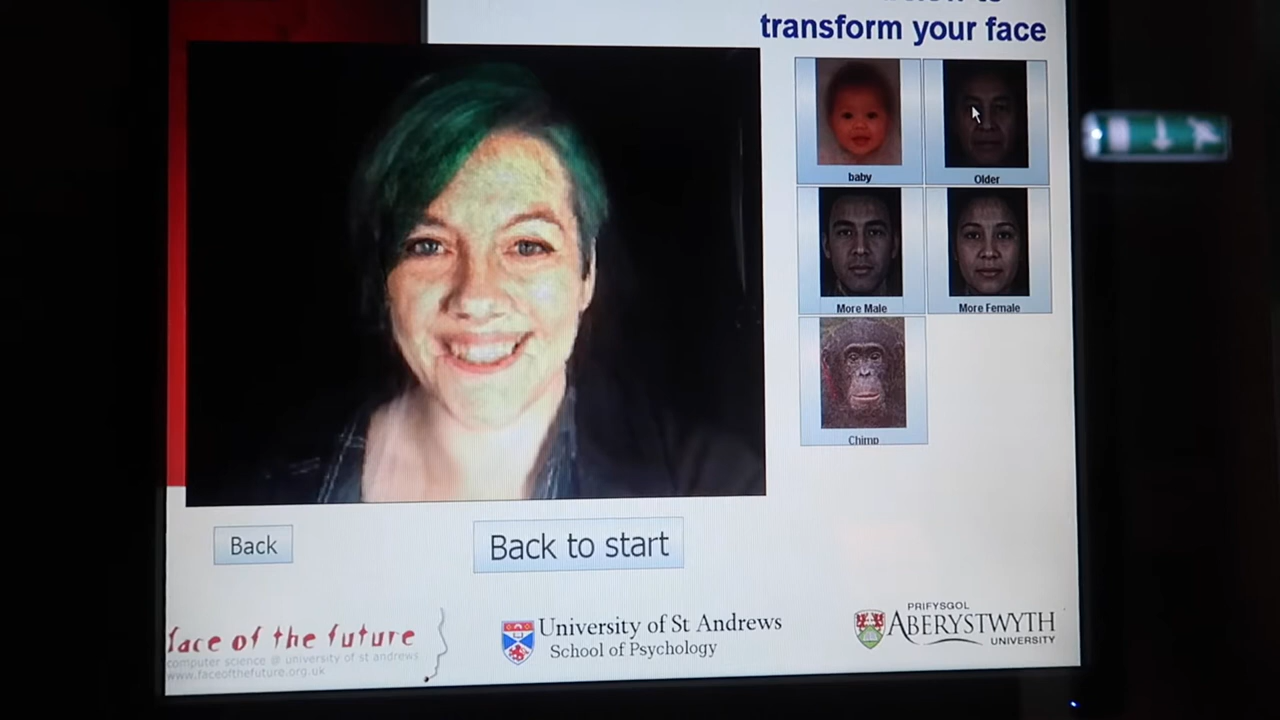 transform your face
baby
Older
More Male
More Female
Chimp
Back
Back to start
face of the future
computer science @ university of st andrews
www.faceofthefuture.org.uk
University of St Andrews
School of Psychology
PRIFYSGOL
ABERYSTWYTH
UNIVERSITY